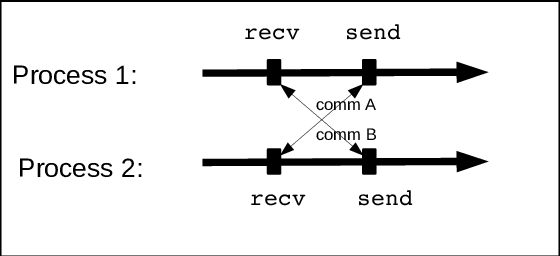 recv send
Process 1:
comm A
comm B
Process 2:
recv send